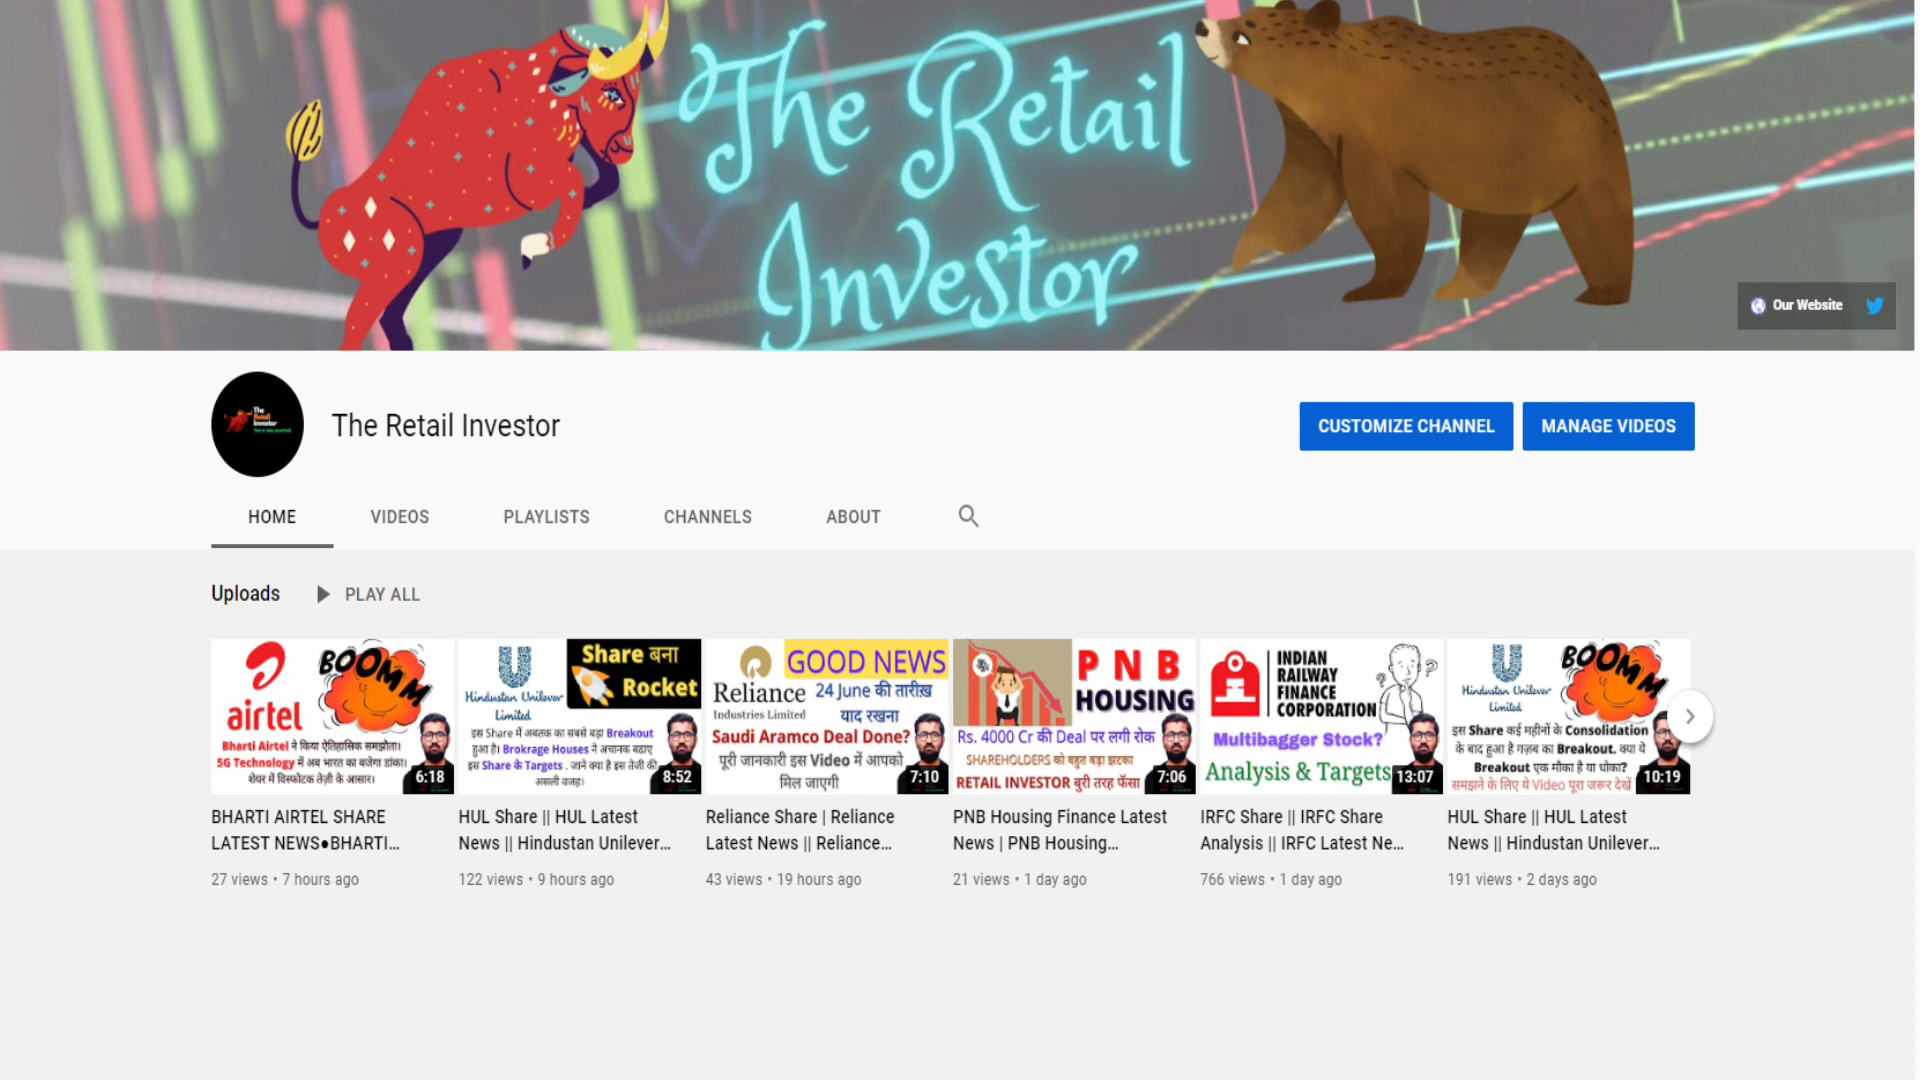 The Retail
Investor
Our Website
The Retail Investor
CUSTOMIZE CHANNEL
MANAGE VIDEOS
HOME
VIDEOS
PLAYLISTS
CHANNELS
ABOUT
Uploads
PLAY ALL
BOOMM
airtel
Bharti Airtel ने किया ऐतिहासिक समझौता।
5G Technology में अब भारत का बजेगा डांका।
शेयर में विस्फोटक तेज़ी के आसार।
6:18
BHARTI AIRTEL SHARE
LATEST NEWS●BHARTI...
27 views • 7 hours ago
Share बना
Rocket
Hindustan Unilever
Limited
इस Share में अबतक का सबसे बड़ा Breakout
हुआ है। Brokrage Houses ने अचानक बढाए
इस Share के Targets . जाने क्या है इस तेजी की
असली वजह।
8:52
HUL Share || HUL Latest
News || Hindustan Unilever...
122 views • 9 hours ago
GOOD NEWS
Reliance
Industries Limited
24 June की तारीख़
याद रखना
Saudi Aramco Deal Done?
पूरी जानकारी इस Video में आपको
मिल जाएगी
7:10
Reliance Share | Reliance
Latest News || Reliance...
43 views • 19 hours ago
PNB
HOUSING
Rs. 4000 Cr की Deal पर लगी रोक
SHAREHOLDERS को बहुत बड़ा झटका
RETAIL INVESTOR बुरी तरह फँसा
7:06
PNB Housing Finance Latest
News | PNB Housing...
21 views • 1 day ago
INDIAN
RAILWAY
FINANCE
CORPORATION
Multibagger Stock?
Analysis & Targets
13:07
IRFC Share || IRFC Share
Analysis || IRFC Latest Ne...
766 views • 1 day ago
BOOMM
Hindustan Unilever
Limited
इस Share कई महीनों के Consolidation
के बाद हुआ है गज़ब का Breakout. क्या ये
Breakout एक मौका है या धोका?
समझने के लिए ये Video पूरा जरूर देखें
10:19
HUL Share || HUL Latest
News || Hindustan Unilever...
191 views • 2 days ago